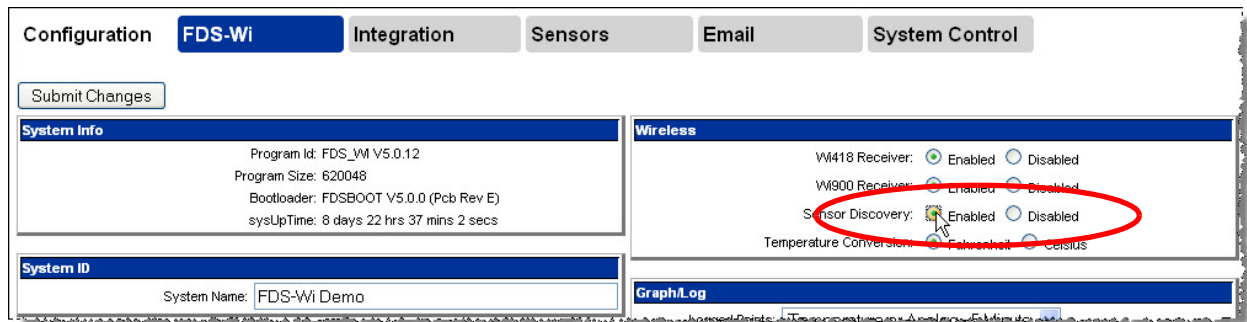 Configuration FDS-Wi Integration Sensors Email System Control
Submit Changes
System Info
Program Id: FDS_WI V5.0.12
Program Size: 620048
Bootloader: FDSBOOT V5.0.0 (Pcb Rev E)
sysUpTime: 8 days 22 hrs 37 mins 2 secs
System ID
System Name: FDS-Wi Demo
Wireless
Wi418 Receiver: Enabled Disabled
Wi900 Receiver: Enabled Disabled
Sensor Discovery: Enabled Disabled
Temperature Conversion: Fahrenheit Celsius
Graph/Log